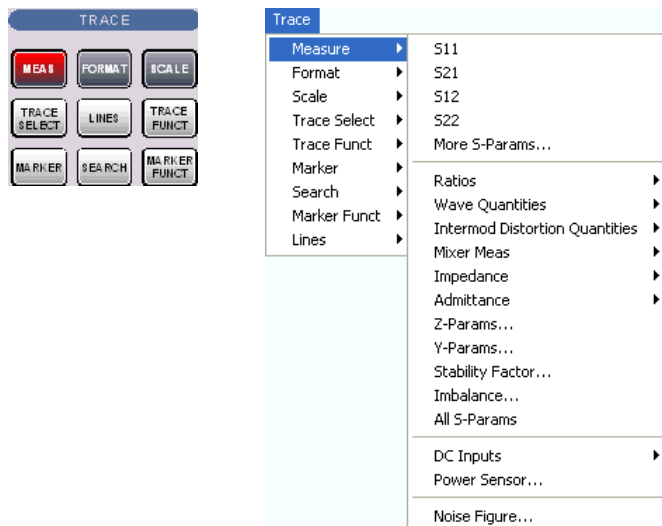 TRACE
MEAS FORMAT SCALE
TRACE SELECT LINES TRACE FUNCT
MARKER SEARCH MARKER FUNCT
Trace
Measure
Format
Scale
Trace Select
Trace Funct
Marker
Search
Marker Funct
Lines
S11
S21
S12
S22
More S-Params...
Ratios
Wave Quantities
Intermod Distortion Quantities
Mixer Meas
Impedance
Admittance
Z-Params...
Y-Params...
Stability Factor...
Imbalance...
All S-Params
DC Inputs
Power Sensor...
Noise Figure...